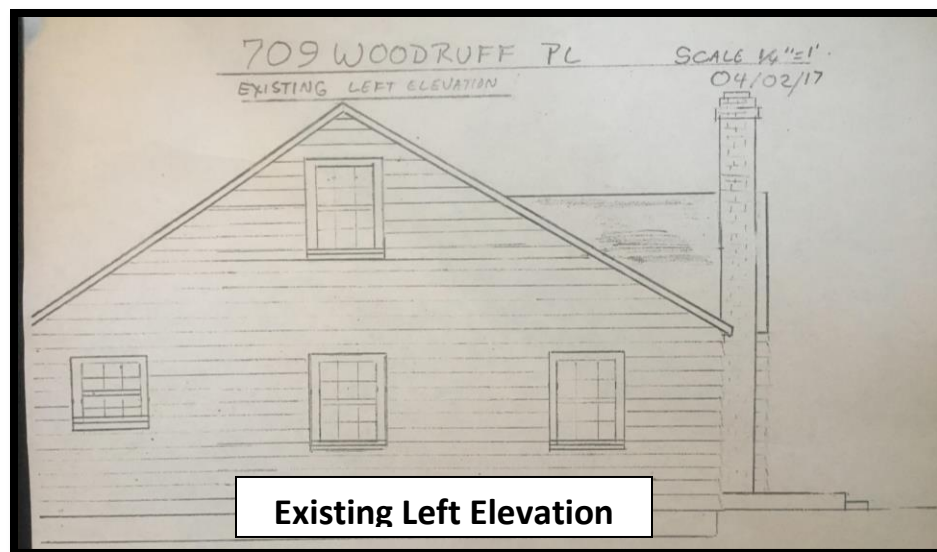 709 WOODRUFF PL
SCALE 1/4"=1'.
EXISTING LEFT ELEVATION
04/02/17
Existing Left Elevation